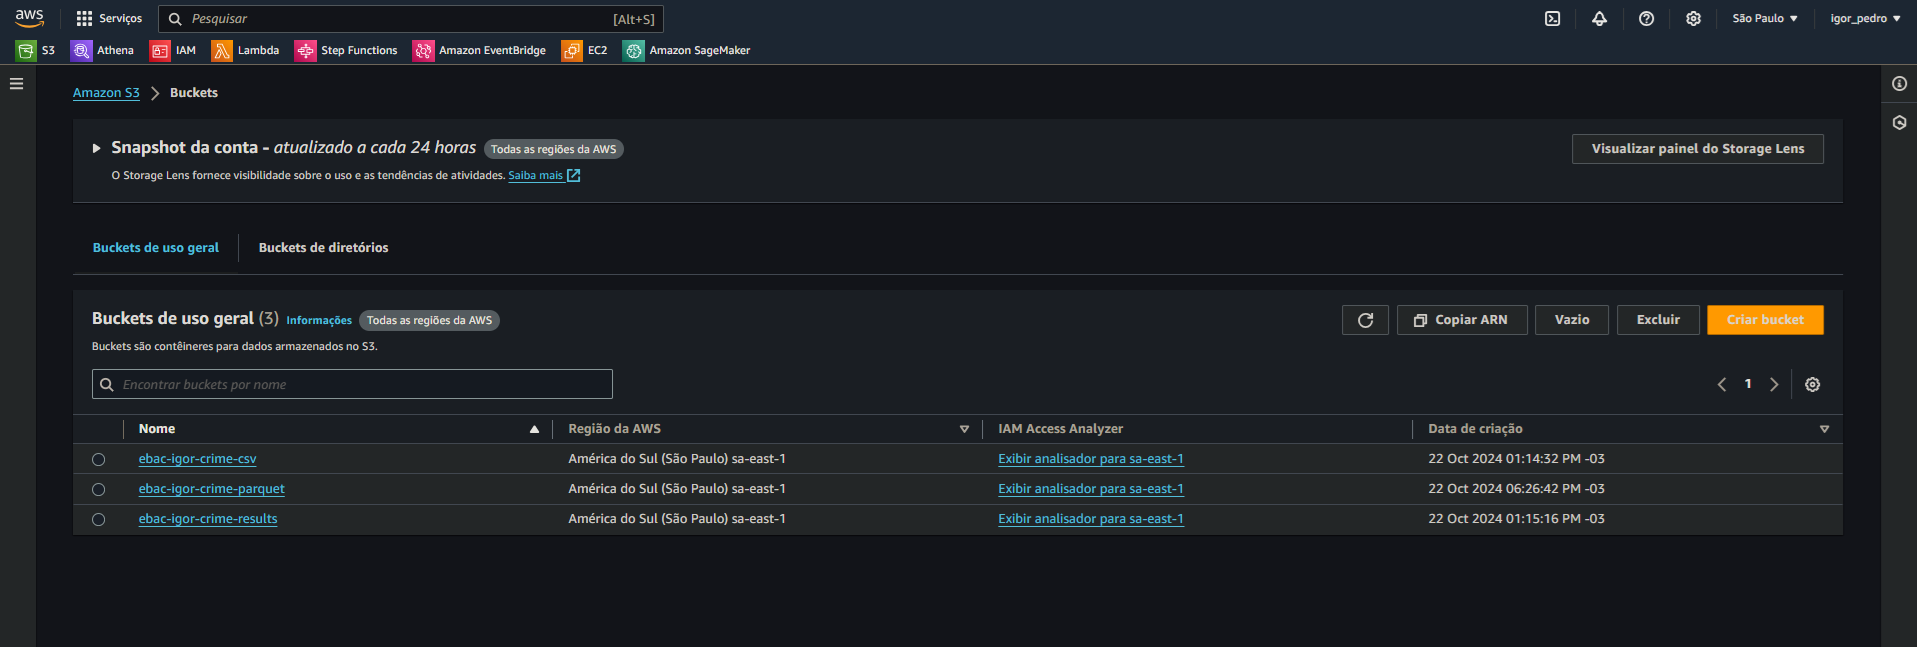 aws Serviços Pesquisar [Alt+S] São Paulo igor_pedro
S3 Athena IAM Lambda Step Functions Amazon EventBridge EC2 Amazon SageMaker
Amazon S3 Buckets
Snapshot da conta - atualizado a cada 24 horas Todas as regiões da AWS Visualizar painel do Storage Lens
O Storage Lens fornece visibilidade sobre o uso e as tendências de atividades. Saiba mais
Buckets de uso geral Buckets de diretórios
Buckets de uso geral (3) Informações Todas as regiões da AWS Copiar ARN Vazio Excluir Criar bucket
Buckets são contêineres para dados armazenados no S3.
Encontrar buckets por nome 1
Nome Região da AWS IAM Access Analyzer Data de criação
ebac-igor-crime-csv América do Sul (São Paulo) sa-east-1 Exibir analisador para sa-east-1 22 Oct 2024 01:14:32 PM -03
ebac-igor-crime-parquet América do Sul (São Paulo) sa-east-1 Exibir analisador para sa-east-1 22 Oct 2024 06:26:42 PM -03
ebac-igor-crime-results América do Sul (São Paulo) sa-east-1 Exibir analisador para sa-east-1 22 Oct 2024 01:15:16 PM -03